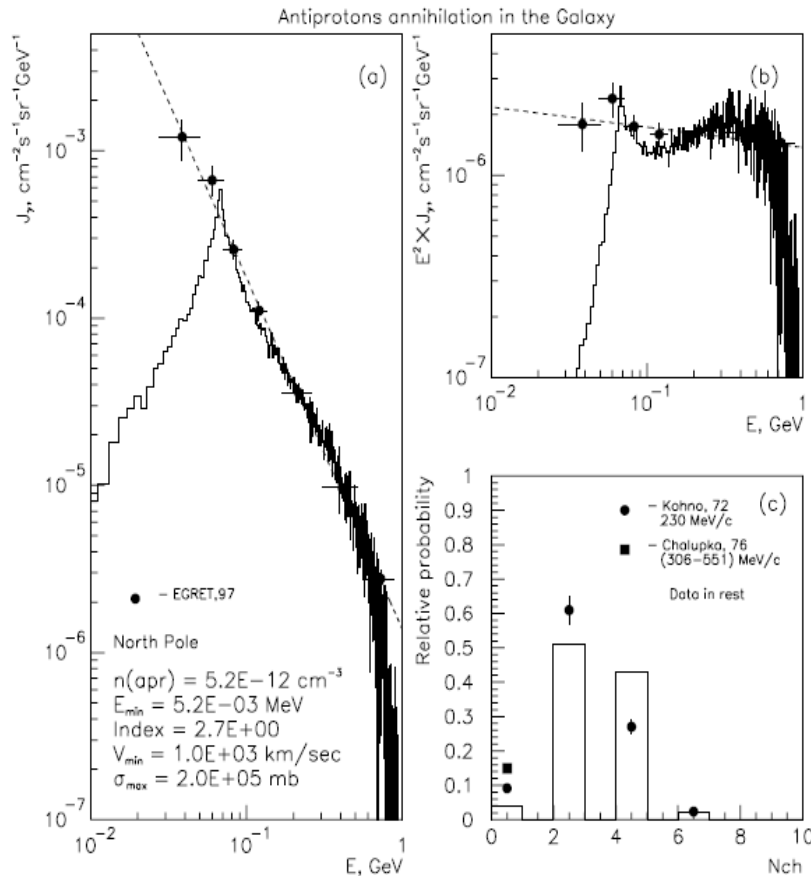 Antiprotons annihilation in the Galaxy
(a)
J_γ, cm⁻²s⁻¹sr⁻¹GeV⁻¹
10⁻³
10⁻⁴
10⁻⁵
10⁻⁶
10⁻⁷
– EGRET,97
North Pole
n(apr) = 5.2E−12 cm⁻³
E_min = 5.2E−03 MeV
Index = 2.7E+00
V_min = 1.0E+03 km/sec
σ_max = 2.0E+05 mb
10⁻² 10⁻¹ 1
E, GeV
(b)
E²×J_γ, cm⁻²s⁻¹sr⁻¹GeV⁻¹
10⁻⁶
10⁻⁷
10⁻² 10⁻¹ 1
E, GeV
(c)
Relative probability
1
0.9
0.8
0.7
0.6
0.5
0.4
0.3
0.2
0.1
0
– Kohno, 72
230 MeV/c
– Chalupka, 76
(306–551) MeV/c
Data in rest
0 2 4 6 8 10
Nch